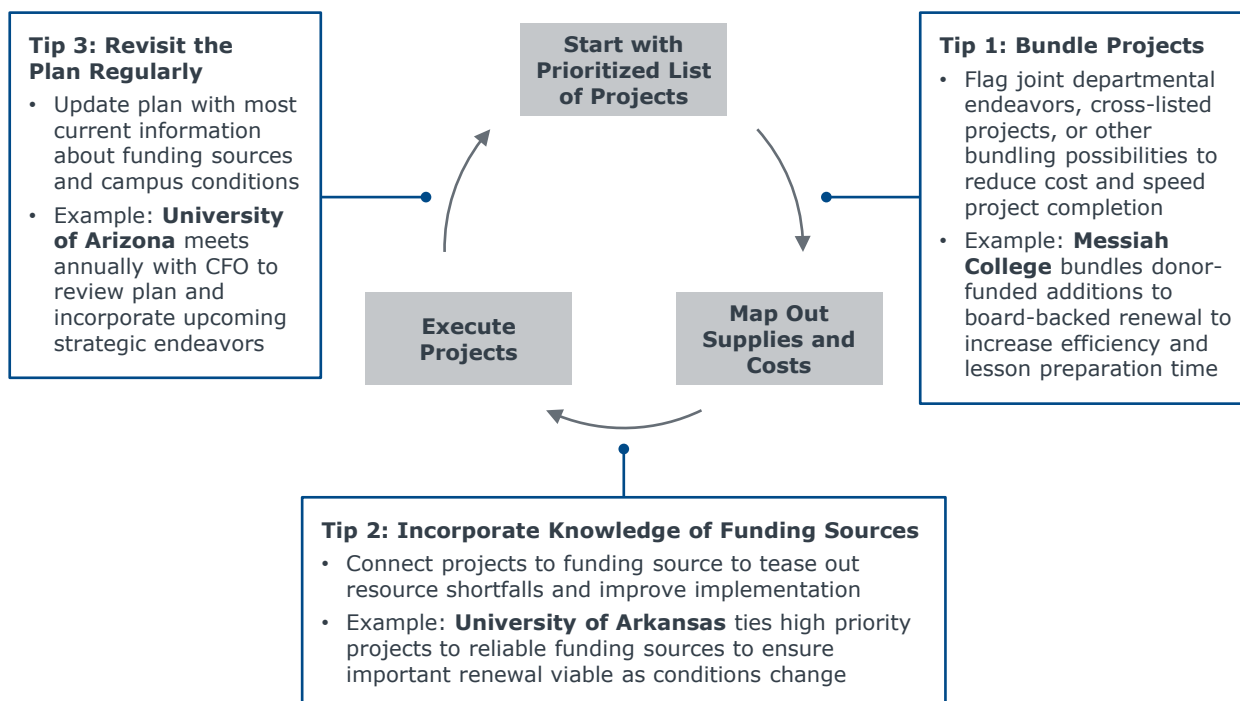 Tip 3: Revisit the
Plan Regularly
• Update plan with most
current information
about funding sources
and campus conditions
• Example: University
of Arizona meets
annually with CFO to
review plan and
incorporate upcoming
strategic endeavors
Start with
Prioritized List
of Projects
Tip 1: Bundle Projects
• Flag joint departmental
endeavors, cross-listed
projects, or other
bundling possibilities to
reduce cost and speed
project completion
• Example: Messiah
College bundles donor-
funded additions to
board-backed renewal to
increase efficiency and
lesson preparation time
Execute
Projects
Map Out
Supplies and
Costs
Tip 2: Incorporate Knowledge of Funding Sources
• Connect projects to funding source to tease out
resource shortfalls and improve implementation
• Example: University of Arkansas ties high priority
projects to reliable funding sources to ensure
important renewal viable as conditions change